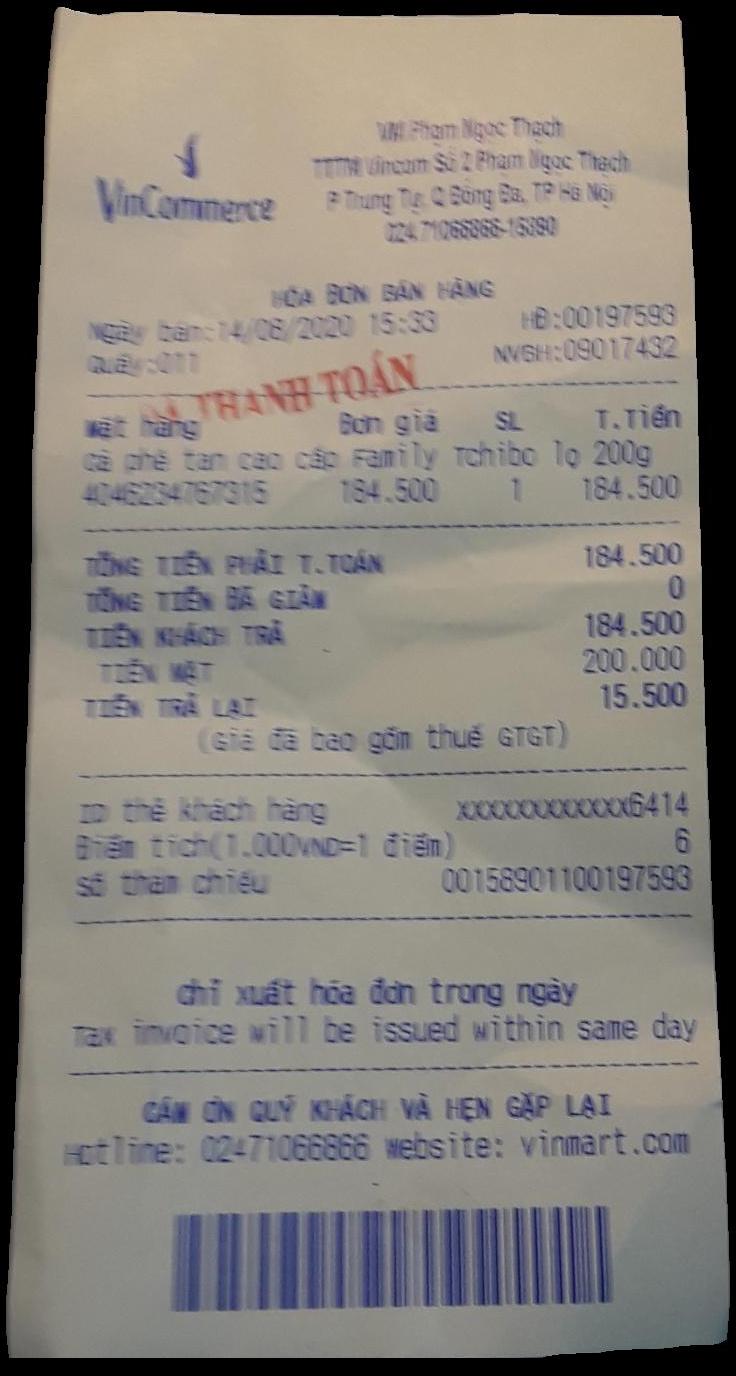 VinCommerce
VM Phạm Ngọc Thạch
TTTM Vincom Số 2 Phạm Ngọc Thạch
P Trung Tự, Q Đống Đa, TP Hà Nội
024.71066866-15890
HÓA ĐƠN BÁN HÀNG
Ngày bán:14/08/2020 15:33 HĐ:00197593
Quầy:011 NVBH:09017432
ĐÃ THANH TOÁN
Mặt hàng Đơn giá SL T.Tiền
Cà phê tan cao cấp Family Tchibo lọ 200g
4046234767315 184.500 1 184.500
TỔNG TIỀN PHẢI T.TOÁN 184.500
TỔNG TIỀN ĐÃ GIẢM 0
TIỀN KHÁCH TRẢ 184.500
TIỀN MẶT 200.000
TIỀN TRẢ LẠI 15.500
(Giá đã bao gồm thuế GTGT)
ID thẻ khách hàng XXXXXXXXXXXX6414
Điểm tích(1.000VND=1 điểm) 6
Số tham chiếu 00158901100197593
Chỉ xuất hóa đơn trong ngày
Tax invoice will be issued within same day
CẢM ƠN QUÝ KHÁCH VÀ HẸN GẶP LẠI
Hotline: 02471066866 Website: vinmart.com